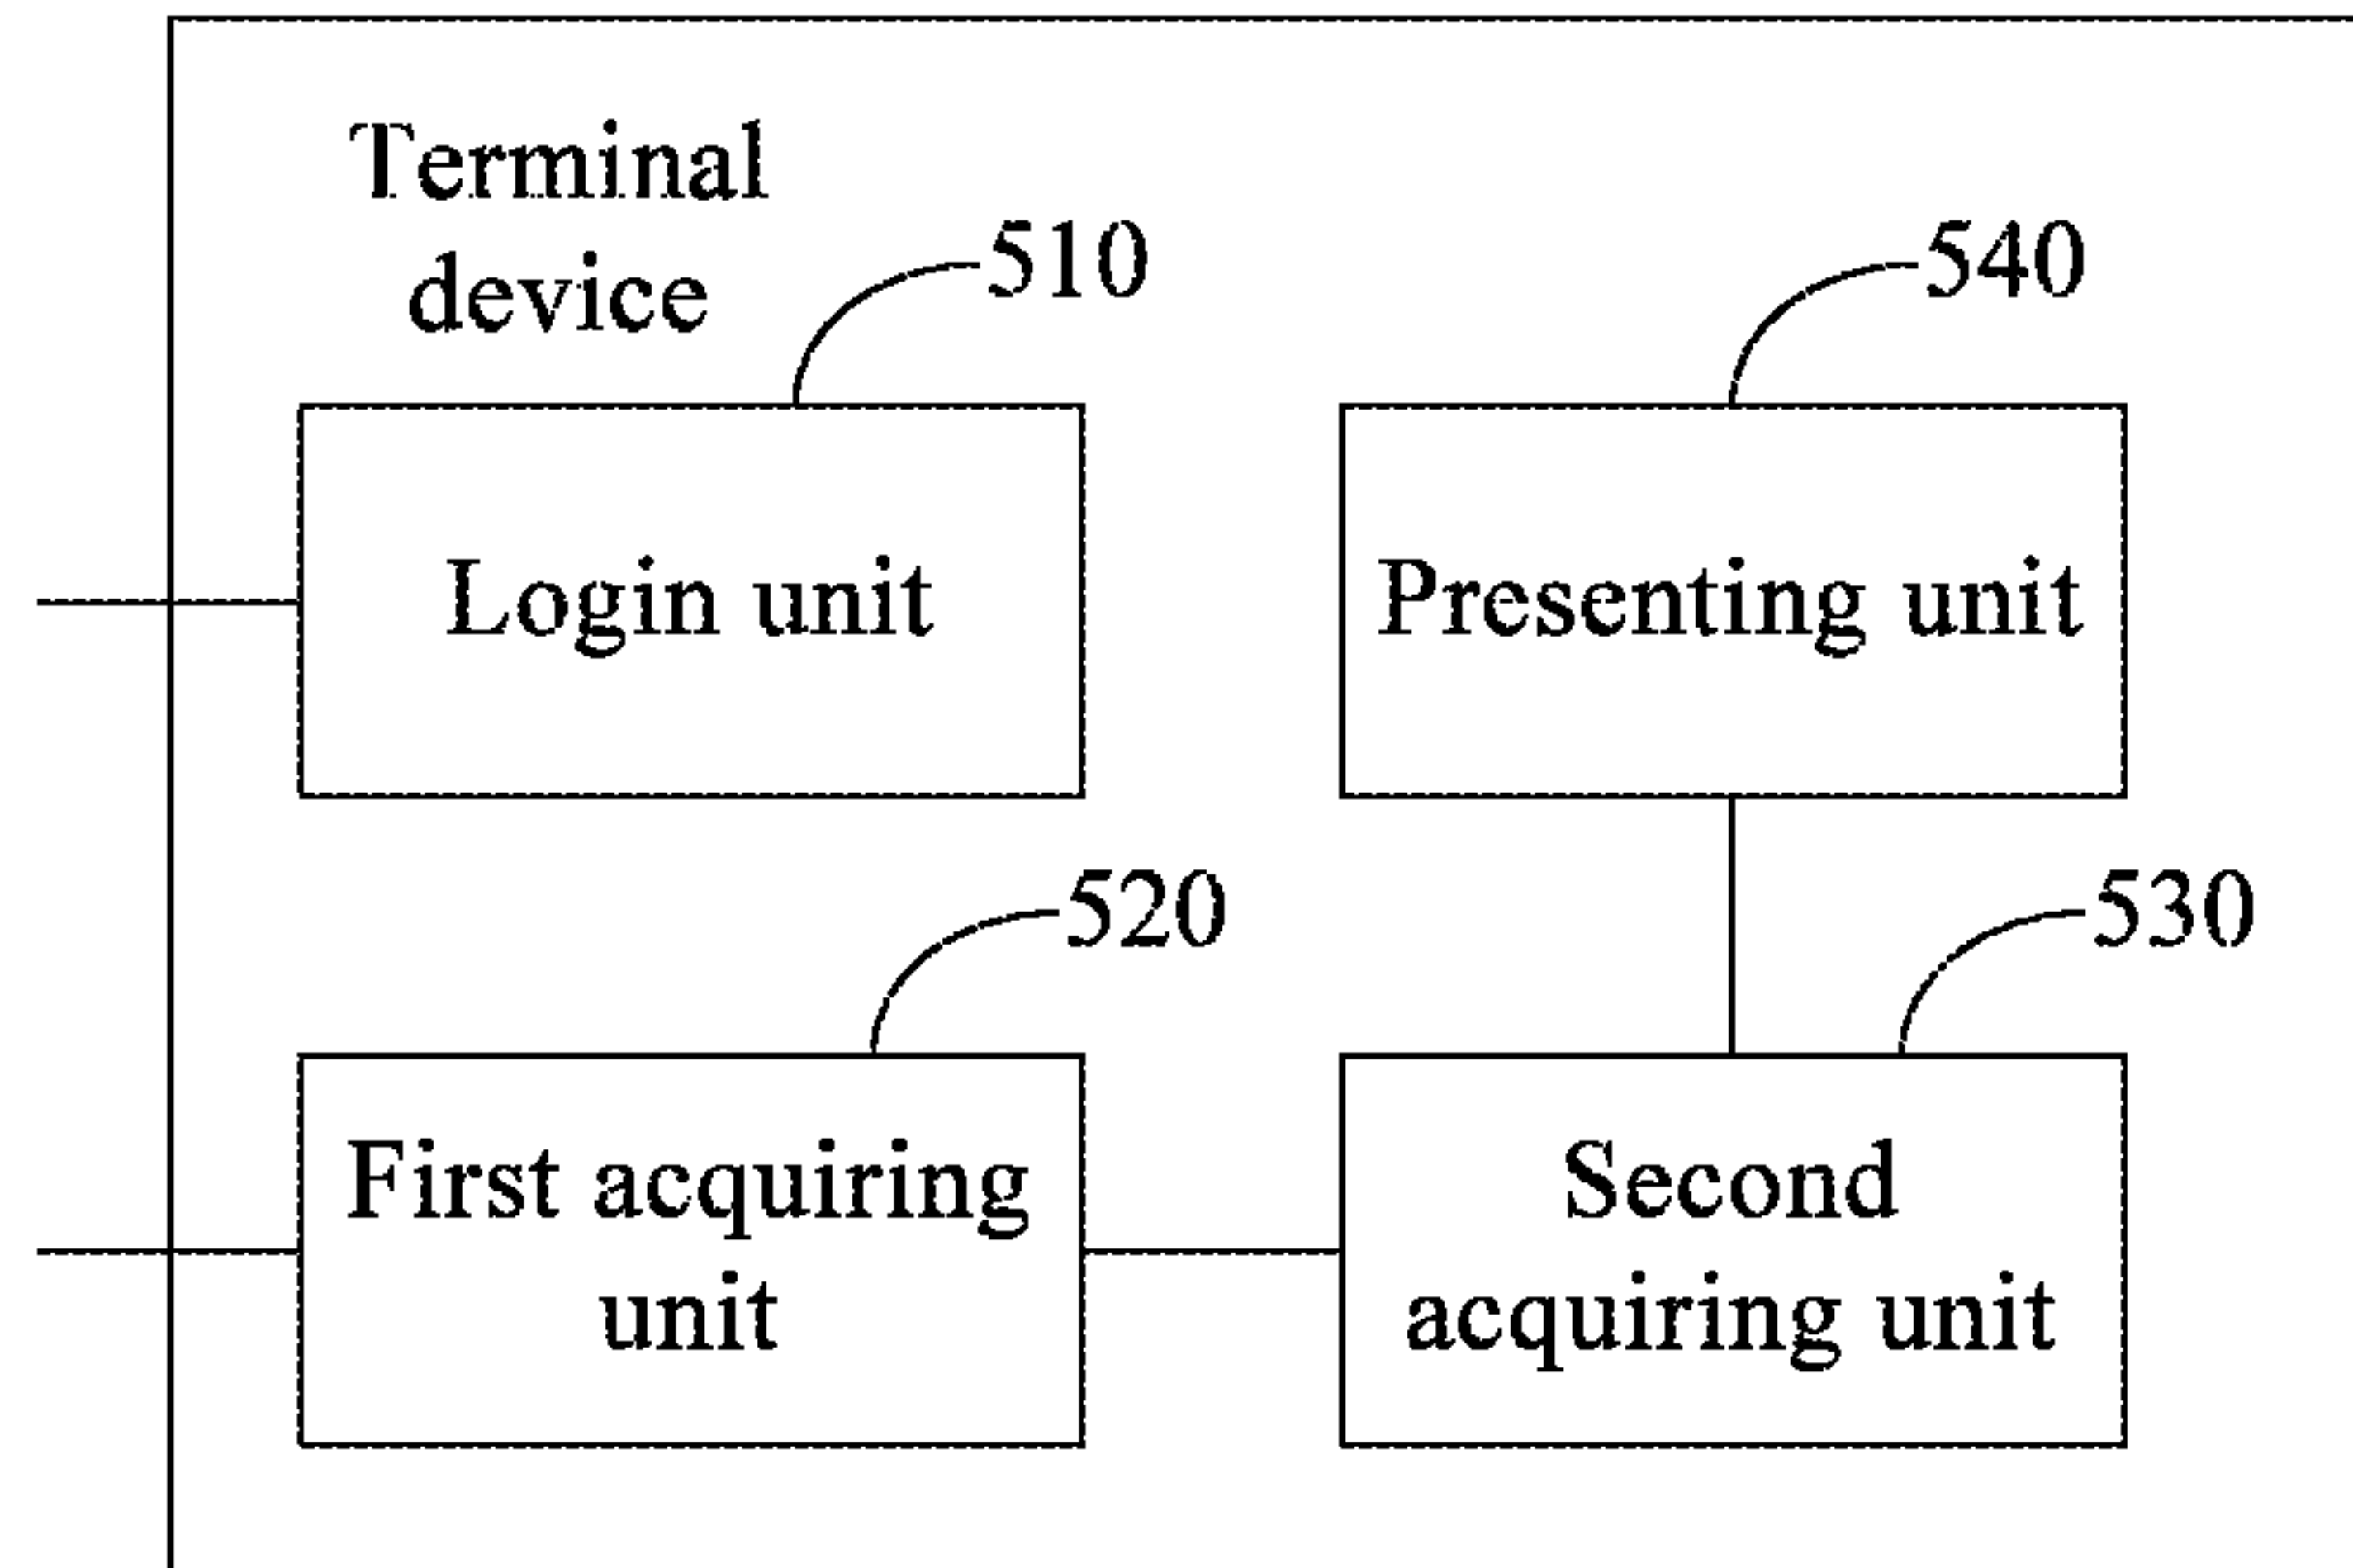 Terminal
device
510
540
Login unit
Presenting unit
520
530
First acquiring
unit
Second
acquiring unit